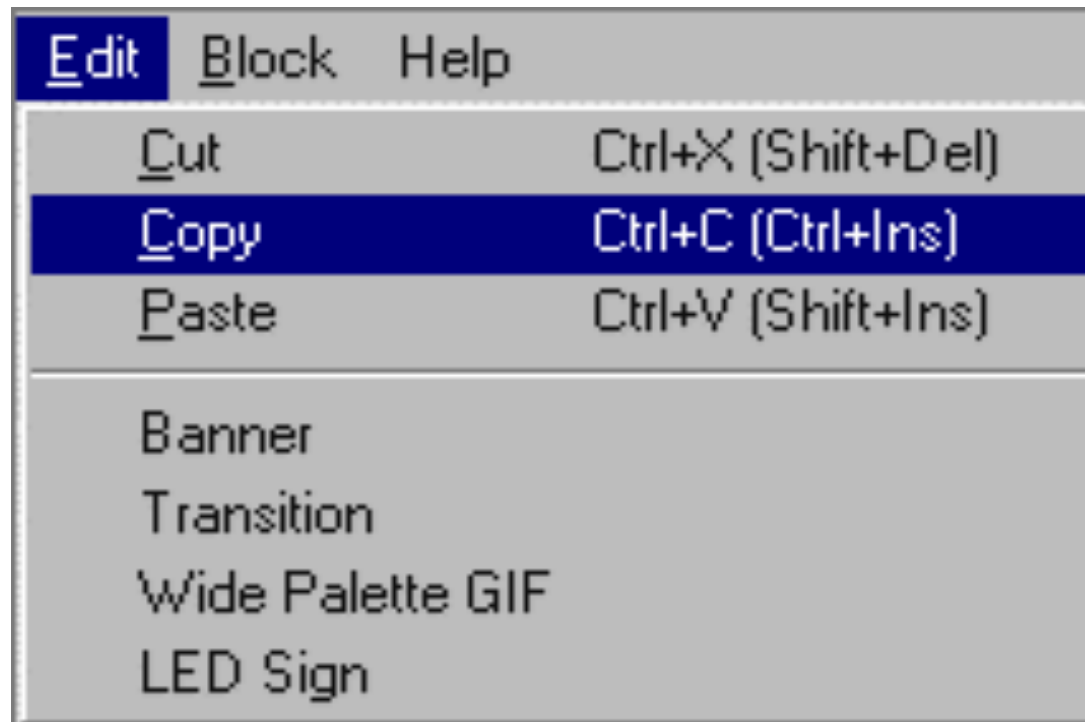 Edit Block Help
Cut Ctrl+X (Shift+Del)
Copy Ctrl+C (Ctrl+Ins)
Paste Ctrl+V (Shift+Ins)
Banner
Transition
Wide Palette GIF
LED Sign